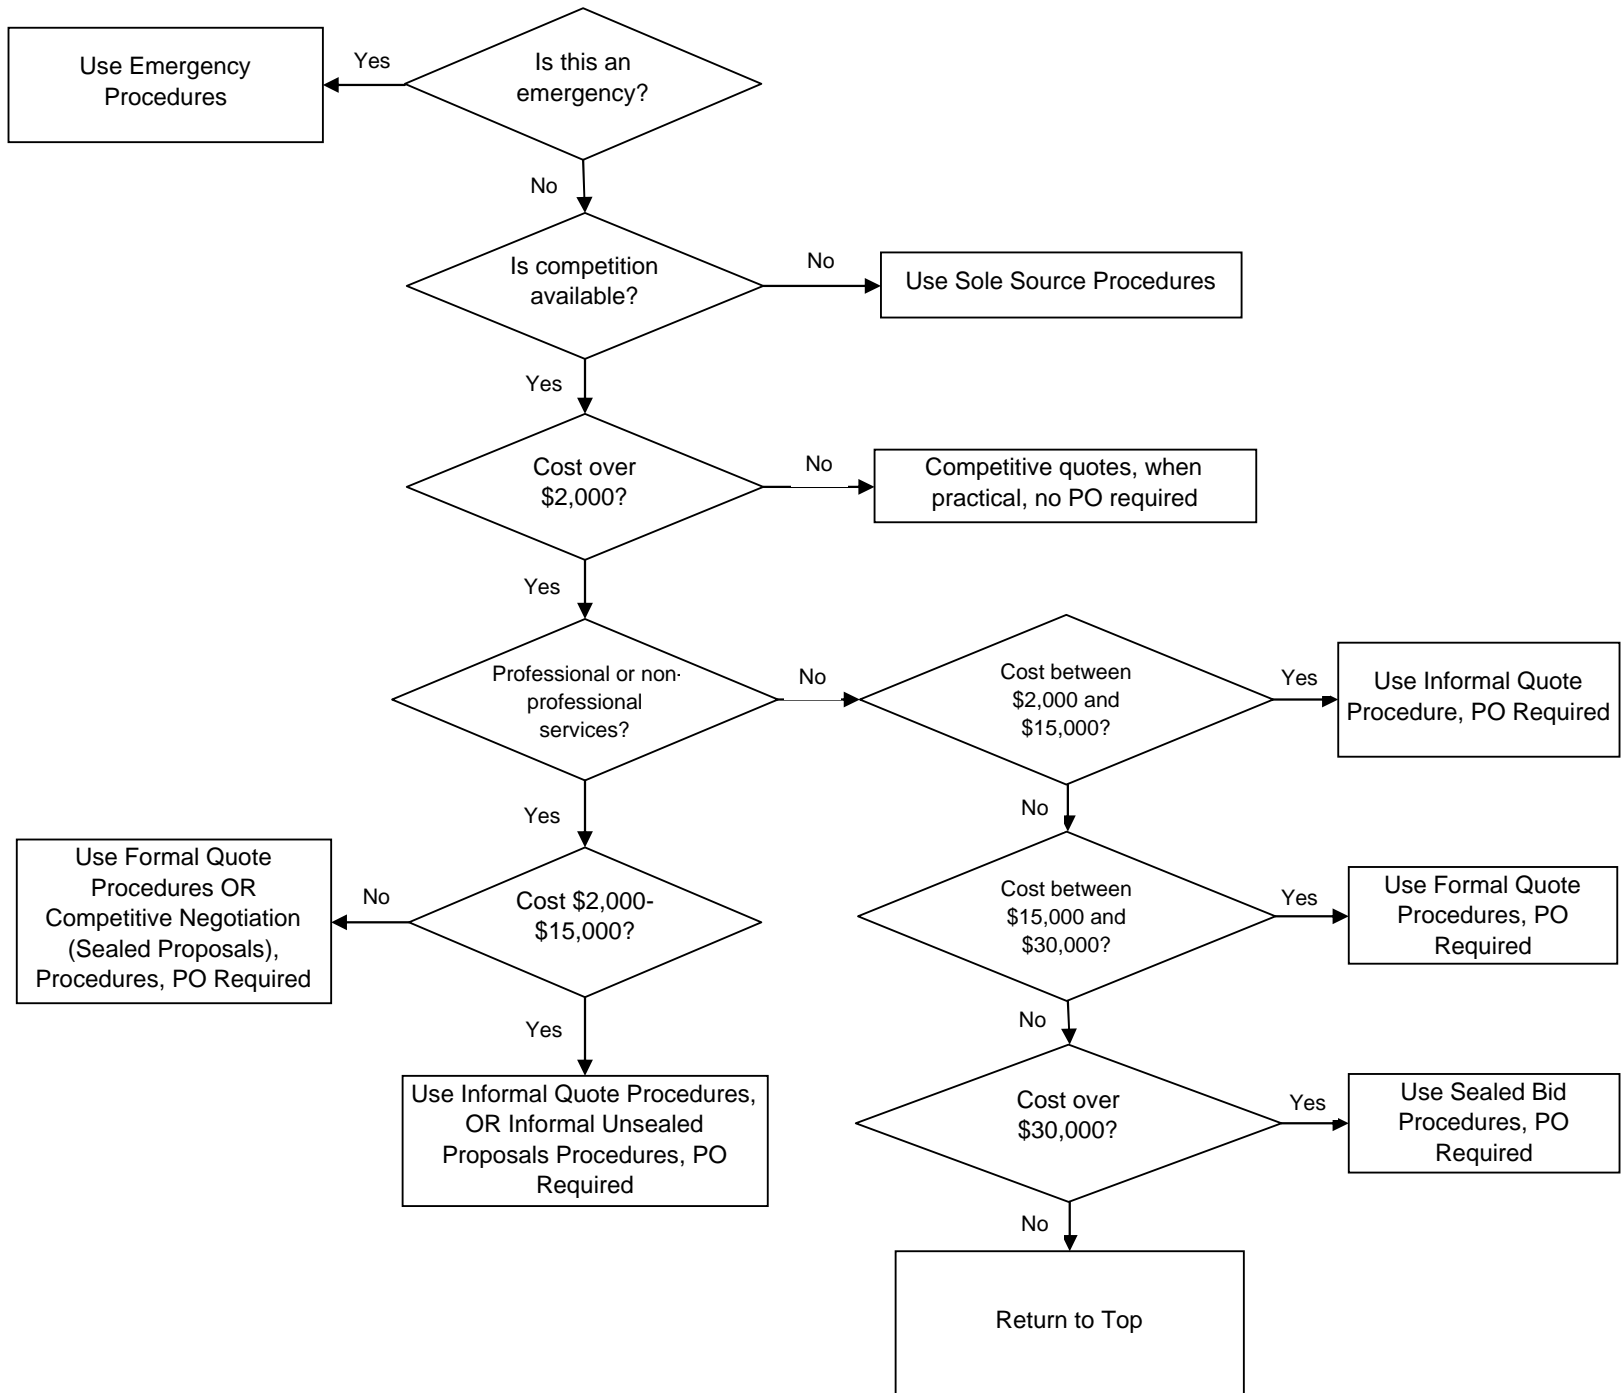 Use Emergency
Procedures
Yes
Is this an
emergency?
No
Is competition
available?
No
Use Sole Source Procedures
Yes
Cost over
$2,000?
No
Competitive quotes, when
practical, no PO required
Yes
Professional or non-
professional
services?
No
Cost between
$2,000 and
$15,000?
Yes
Use Informal Quote
Procedure, PO Required
Yes
No
Use Formal Quote
Procedures OR
Competitive Negotiation
(Sealed Proposals),
Procedures, PO Required
No
Cost $2,000-
$15,000?
Cost between
$15,000 and
$30,000?
Yes
Use Formal Quote
Procedures, PO
Required
Yes
No
Use Informal Quote Procedures,
OR Informal Unsealed
Proposals Procedures, PO
Required
Cost over
$30,000?
Yes
Use Sealed Bid
Procedures, PO
Required
No
Return to Top